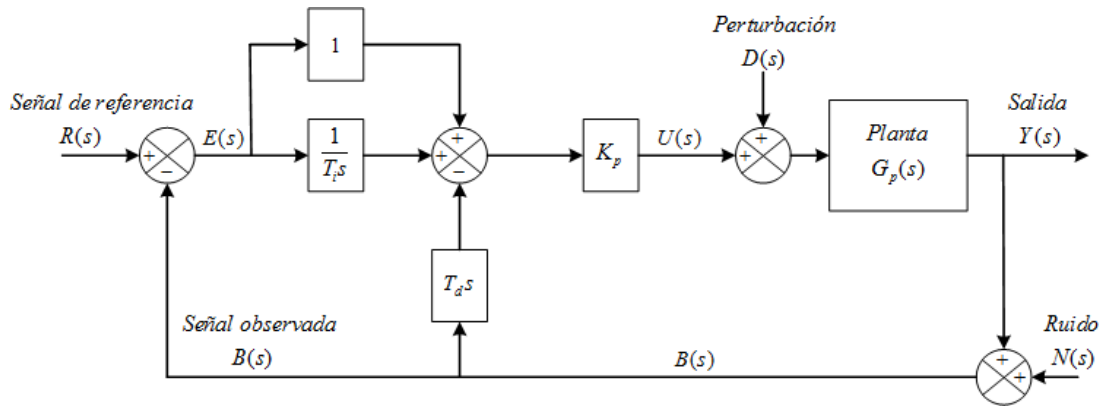 Perturbación
D(s)
1
Señal de referencia
R(s)
E(s)
+
−
1
T_i s
+
+
−
K_p
U(s)
+
+
Planta
G_p(s)
Salida
Y(s)
T_d s
Señal observada
B(s)
B(s)
+
+
Ruido
N(s)